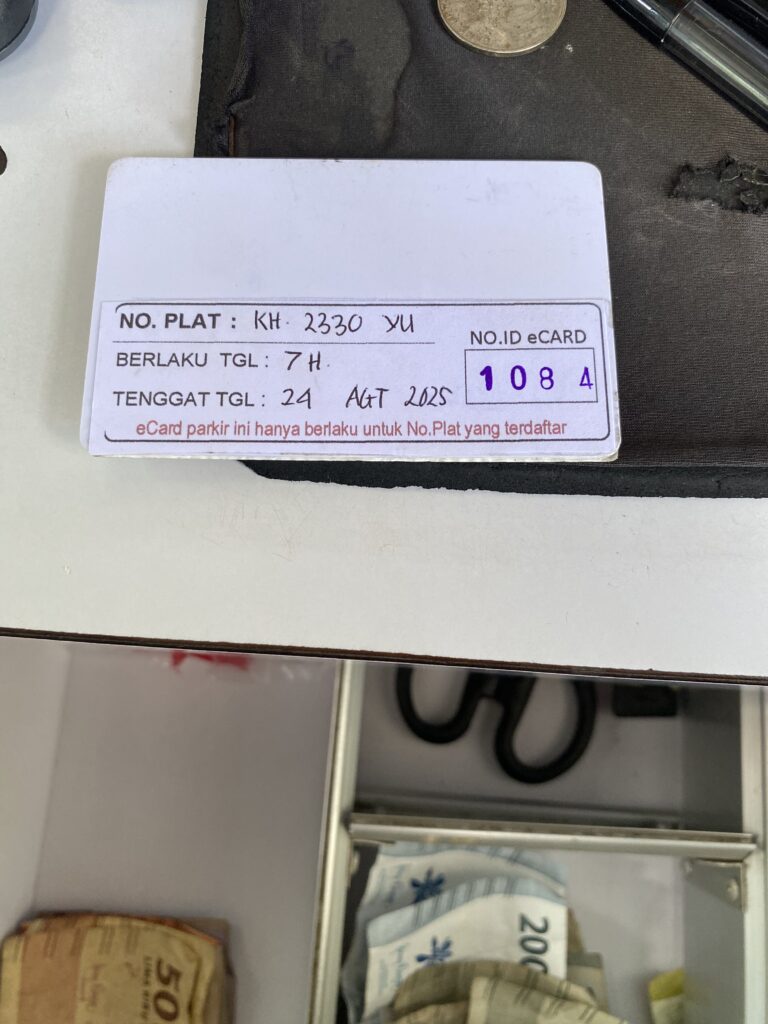 NO. PLAT : KH. 2330 YU
BERLAKU TGL : 7 H.
TENGGAT TGL : 24 AGT 2025
NO.ID eCARD
1084
eCard parkir ini hanya berlaku untuk No.Plat yang terdaftar
50
200